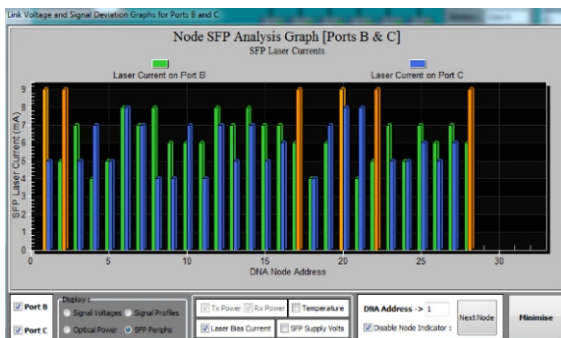 Link Voltage and Signal Deviation Graphs for Ports B and C
Node SFP Analysis Graph [Ports B & C]
SFP Laser Currents
Laser Current on Port B
Laser Current on Port C
SFP Laser Current (mA)
9
8
7
6
5
4
3
2
1
0
0 5 10 15 20 25 30
DNA Node Address
Port B
Port C
Display :
Signal Voltages
Signal Profiles
Optical Power
SFP Periphs
Tx Power
Rx Power
Temperature
Laser Bias Current
SFP Supply Volts
DNA Address -> 1
Disable Node Indicator :
Next Node
Minimise